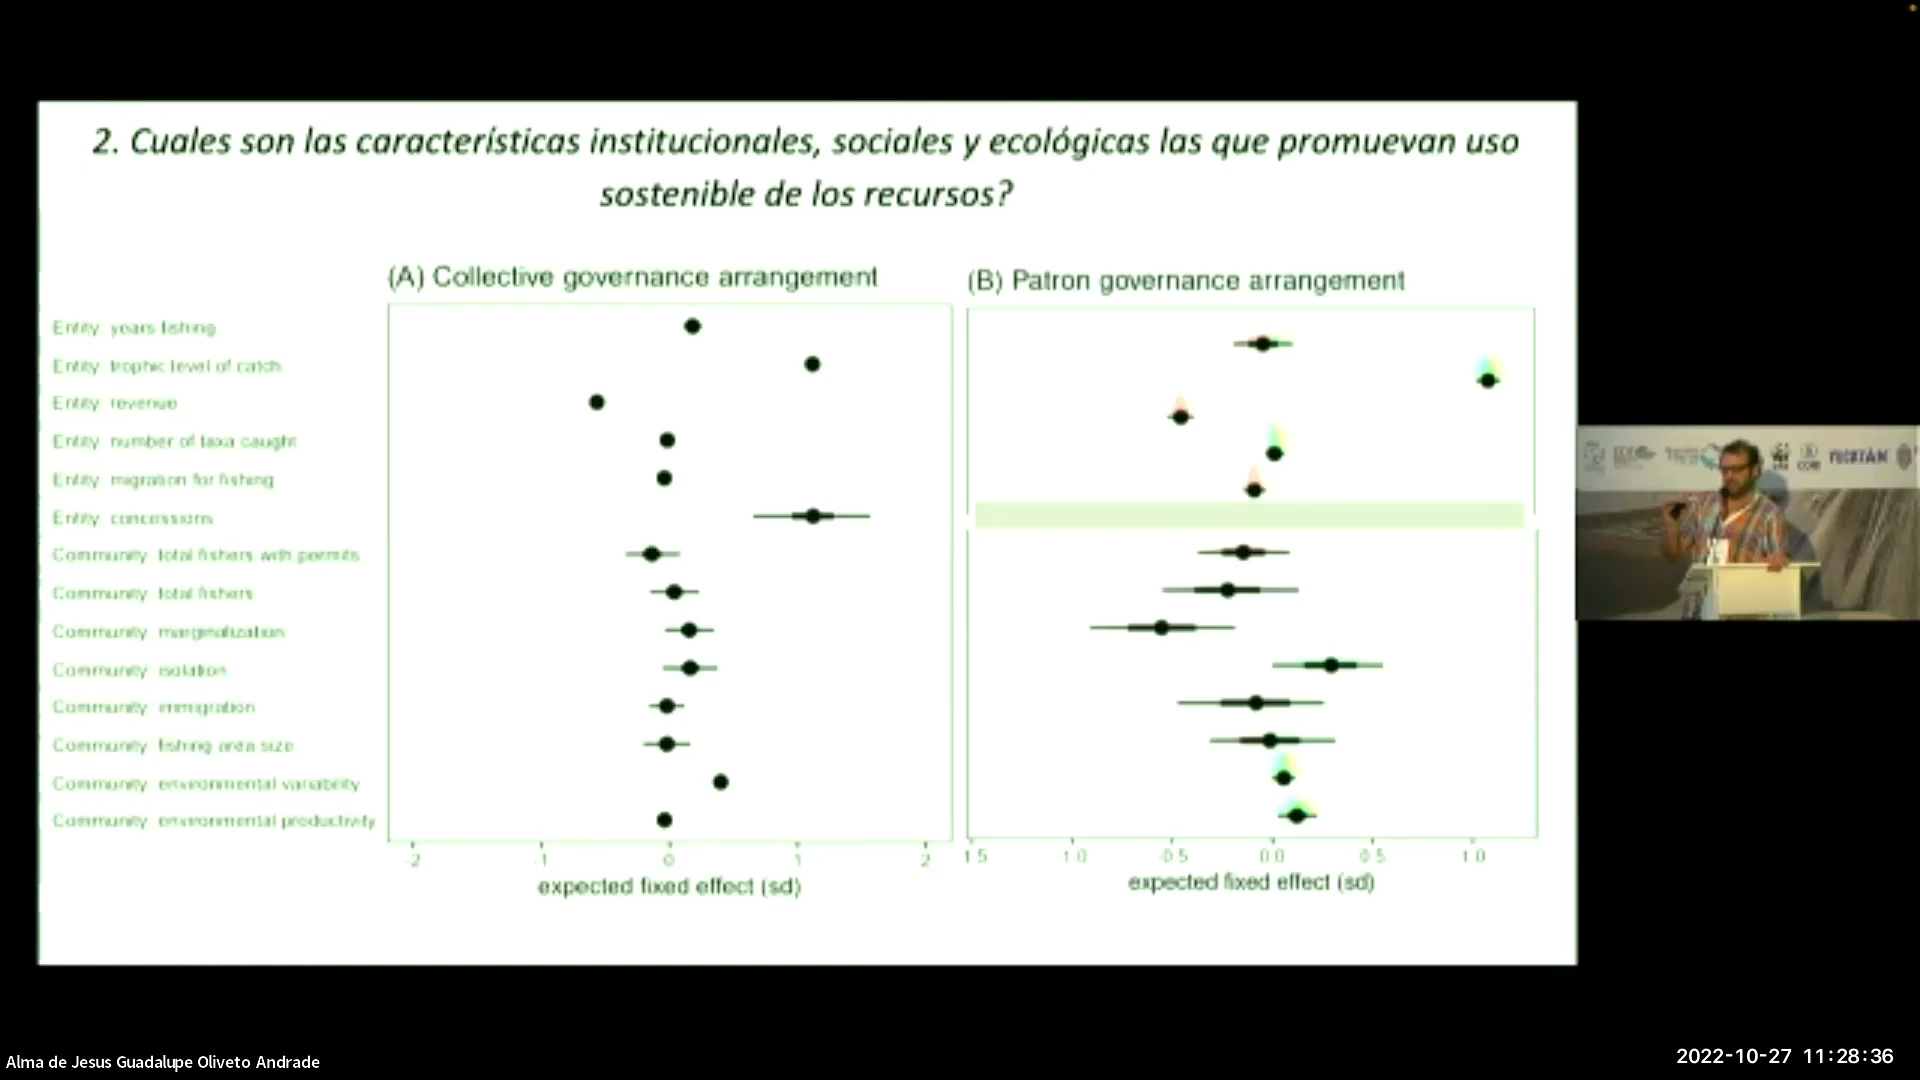 2. Cuales son las características institucionales, sociales y ecológicas las que promuevan uso
sostenible de los recursos?
(A) Collective governance arrangement
(B) Patron governance arrangement
Entity: years fishing
Entity: trophic level of catch
Entity: revenue
Entity: number of taxa caught
Entity: migration for fishing
Entity: concessions
Community: total fishers with permits
Community: total fishers
Community: marginalization
Community: isolation
Community: immigration
Community: fishing area size
Community: environmental variability
Community: environmental productivity
-2 -1 0 1 2
expected fixed effect (sd)
1.5 -1.0 -0.5 0.0 0.5 1.0
expected fixed effect (sd)
YUCATÁN
Alma de Jesus Guadalupe Oliveto Andrade
2022-10-27 11:28:36